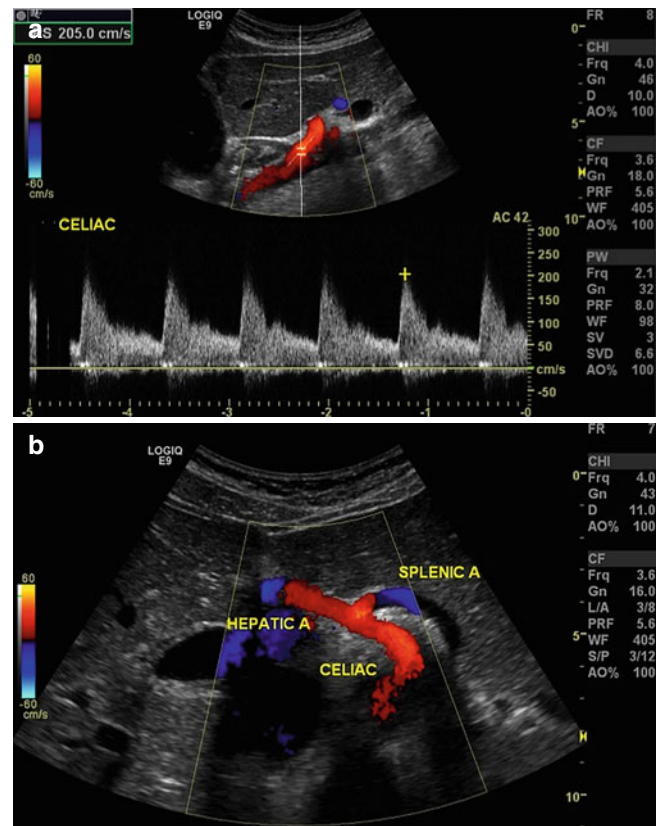 a
PS 205.0 cm/s
LOGIQ
E9
FR 8
CHI
Frq 4.0
Gn 46
D 10.0
AO% 100
CF
Frq 3.6
Gn 18.0
PRF 5.6
WF 405
AO% 100
PW
Frq 2.1
Gn 32
PRF 8.0
WF 98
SV 3
SVD 6.6
AO% 100
60
-60
cm/s
0-
5-
10-
CELIAC
AC 42
300
250
200
150
100
50
cm/s
-50
-5
-4
-3
-2
-1
-0
b
LOGIQ
E9
FR 7
CHI
Frq 4.0
Gn 43
D 11.0
AO% 100
CF
Frq 3.6
Gn 16.0
L/A 3/8
PRF 5.6
WF 405
S/P 3/12
AO% 100
60
-60
cm/s
0-
5-
10-
SPLENIC A
HEPATIC A
CELIAC